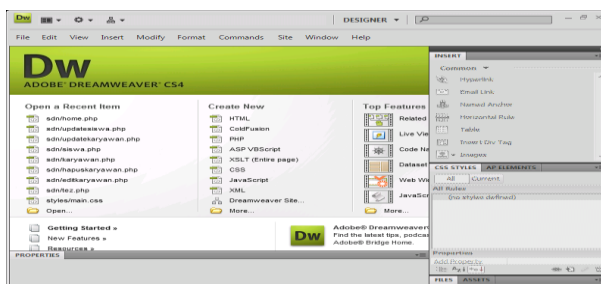 Dw DESIGNER
File Edit View Insert Modify Format Commands Site Window Help
Dw
ADOBE® DREAMWEAVER® CS4
Open a Recent Item
sdn/home.php
sdn/updatesiswa.php
sdn/updatekaryawan.php
sdn/siswa.php
sdn/karyawan.php
sdn/hapuskaryawan.php
sdn/editkaryawan.php
sdn/tez.php
styles/main.css
Open...
Create New
HTML
ColdFusion
PHP
ASP VBScript
XSLT (Entire page)
CSS
JavaScript
XML
Dreamweaver Site...
More...
Top Features
Related
Live Vie
Code Na
Dataset
Web Wi
JavaSc
More...
Getting Started »
New Features »
Resources »
Dw
Adobe® Dreamweaver
Find the latest tips, podcas
Adobe® Bridge Home.
PROPERTIES
INSERT
Common
Hyperlink
Email Link
Named Anchor
Horizontal Rule
Table
Insert Div Tag
Images
CSS STYLES AP ELEMENTS
All Current
All Rules
(no styles defined)
Properties
Add Property
FILES ASSETS